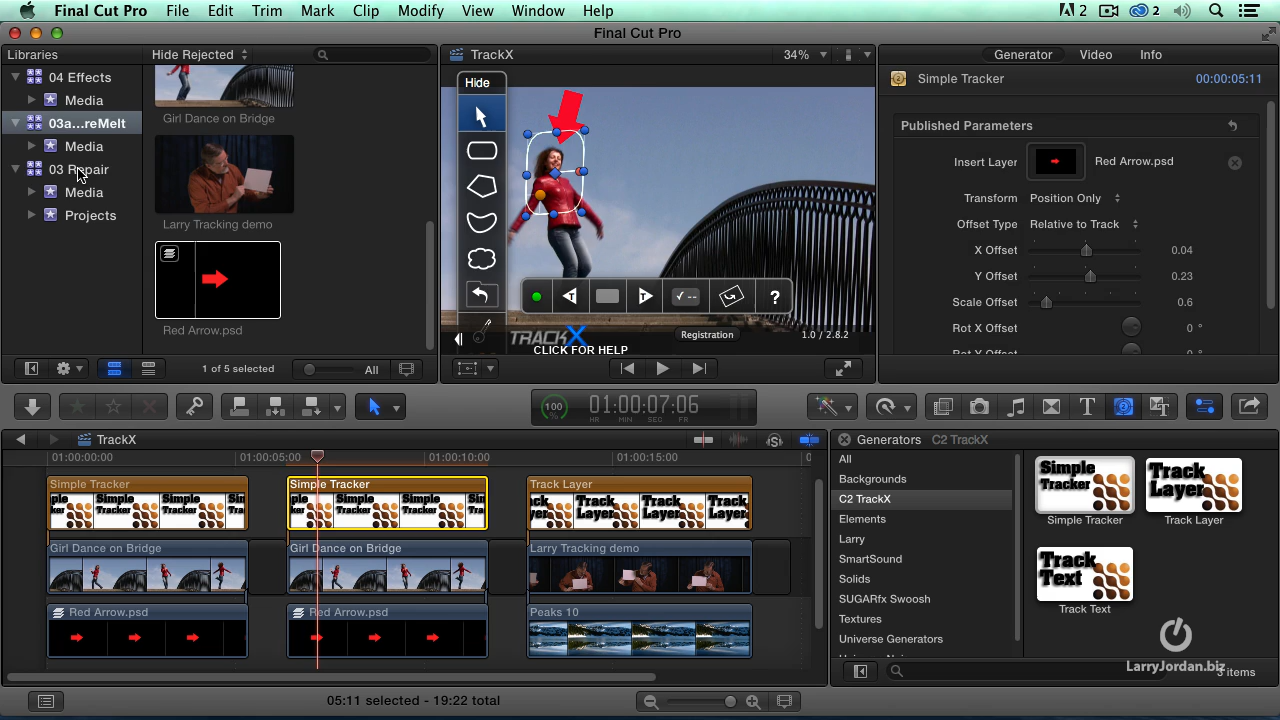 Final Cut Pro File Edit Trim Mark Clip Modify View Window Help 2 2
Final Cut Pro
Libraries Hide Rejected
04 Effects
Media
03a...reMelt
Media
03 Repair
Media
Projects
Girl Dance on Bridge
Larry Tracking demo
Red Arrow.psd
1 of 5 selected All
TrackX 34%
Hide
T T ✓ -- ?
TRACKX Registration 1.0 / 2.8.2
CLICK FOR HELP
Generator Video Info
Simple Tracker 00:00:05:11
Published Parameters
Insert Layer Red Arrow.psd
Transform Position Only
Offset Type Relative to Track
X Offset 0.04
Y Offset 0.23
Scale Offset 0.6
Rot X Offset 0 °
100 % 01:00:07:06
HR MIN SEC FR
TrackX
01:00:00:00 01:00:05:00 01:00:10:00 01:00:15:00
Simple Tracker Simple Tracker Track Layer
Girl Dance on Bridge Girl Dance on Bridge Larry Tracking demo
Red Arrow.psd Red Arrow.psd Peaks 10
Generators C2 TrackX
All
Backgrounds
C2 TrackX
Elements
Larry
SmartSound
Solids
SUGARfx Swoosh
Textures
Universe Generators
Simple Tracker
Simple Tracker
Track Layer
Track Layer
Track Text
Track Text
LarryJordan.biz
3 items
05:11 selected - 19:22 total